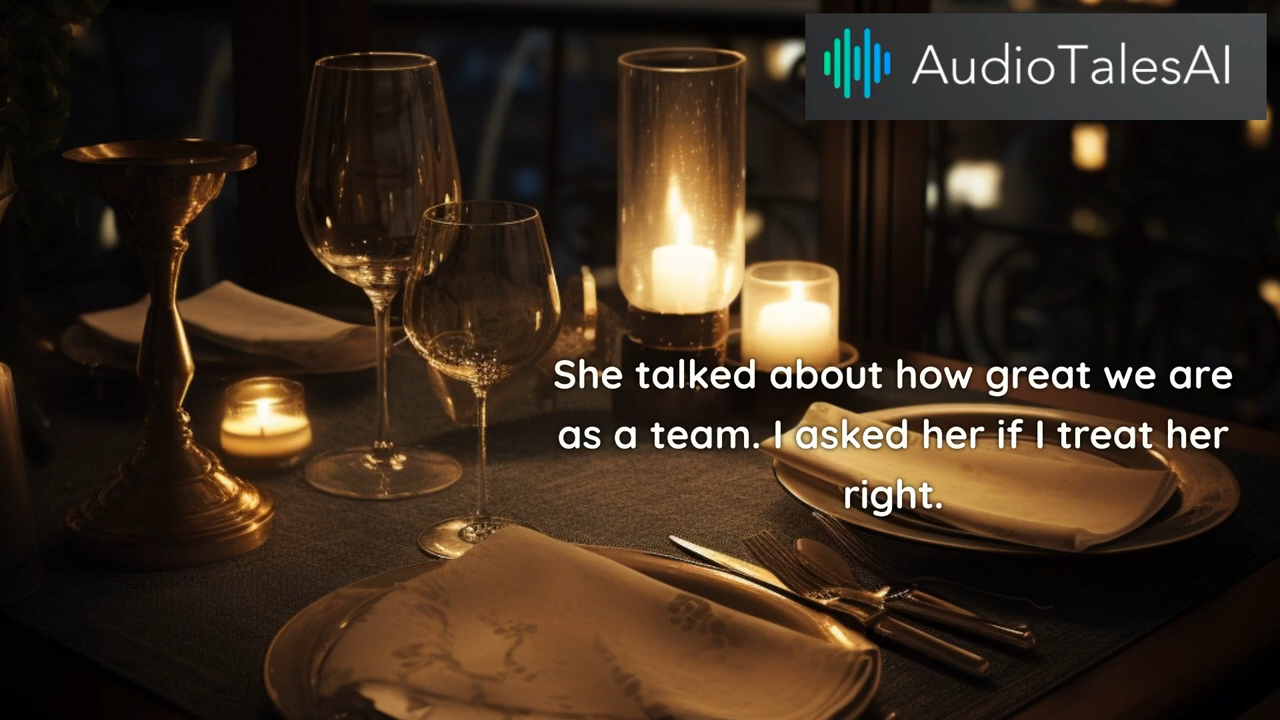 AudioTalesAI
She talked about how great we are
as a team. I asked her if I treat her
right.